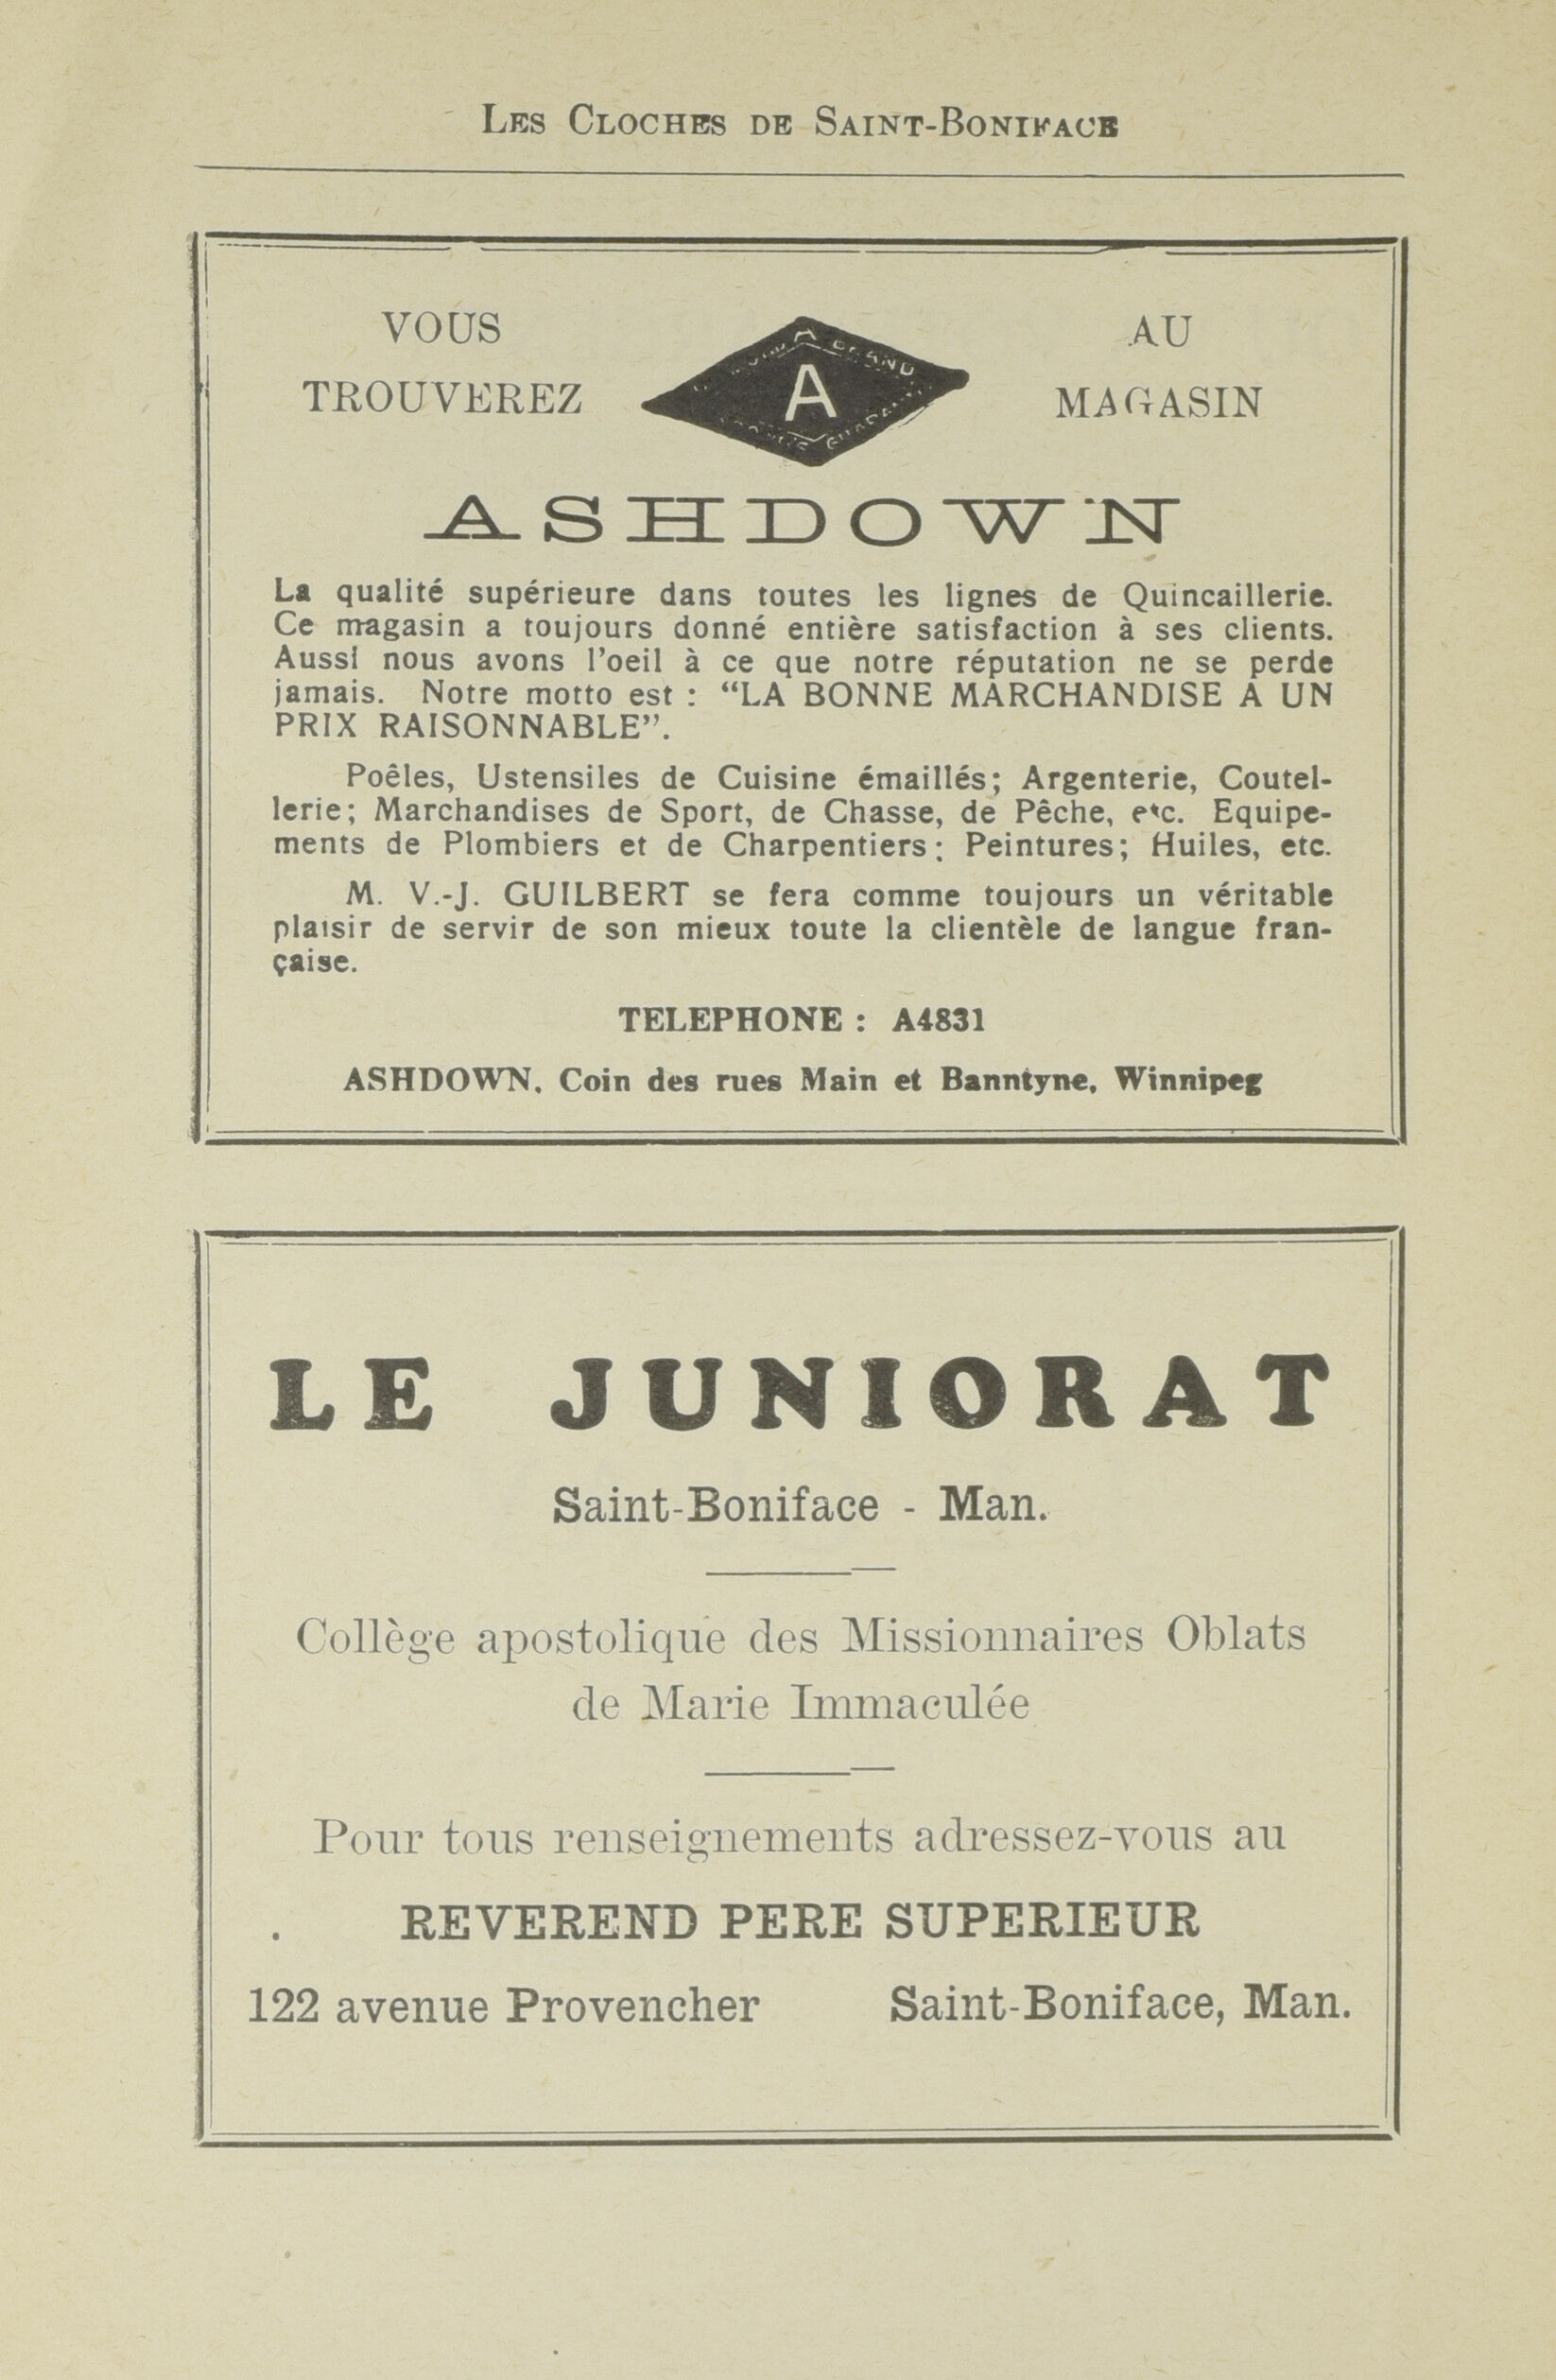 LES CLOCHES DE SAINT-BONIFACE
VOUS
TROUVEREZ
A
AU
MAGASIN
ASHDOWN
La qualité supérieure dans toutes les lignes de Quincaillerie.
Ce magasin a toujours donné entière satisfaction à ses clients.
Aussi nous avons l'oeil à ce que notre réputation ne se perde
jamais. Notre motto est : “LA BONNE MARCHANDISE A UN
PRIX RAISONNABLE”.
Poêles, Ustensiles de Cuisine émaillés; Argenterie, Coutel-
lerie; Marchandises de Sport, de Chasse, de Pêche, etc. Equipe-
ments de Plombiers et de Charpentiers; Peintures; Huiles, etc.
M. V.-J. GUILBERT se fera comme toujours un véritable
plaisir de servir de son mieux toute la clientèle de langue fran-
çaise.
TELEPHONE : A4831
ASHDOWN, Coin des rues Main et Banntyne, Winnipeg
LE JUNIORAT
Saint-Boniface - Man.
Collège apostolique des Missionnaires Oblats
de Marie Immaculée
Pour tous renseignements adressez-vous au
REVEREND PERE SUPERIEUR
122 avenue Provencher Saint-Boniface, Man.